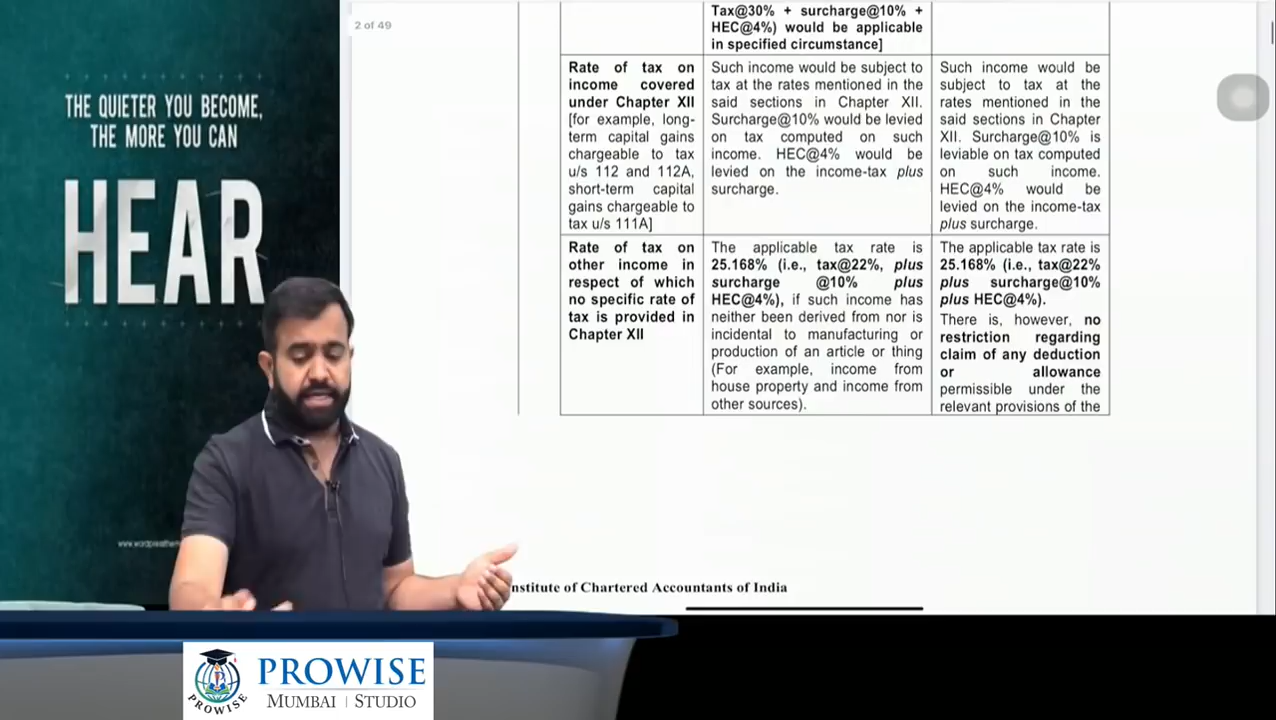 THE QUIETER YOU BECOME,
THE MORE YOU CAN
HEAR
2 of 49
Tax@30% + surcharge@10% +
HEC@4%) would be applicable
in specified circumstance]
Rate of tax on
income covered
under Chapter XII
[for example, long-
term capital gains
chargeable to tax
u/s 112 and 112A,
short-term capital
gains chargeable to
tax u/s 111A]
Such income would be subject to
tax at the rates mentioned in the
said sections in Chapter XII.
Surcharge@10% would be levied
on tax computed on such
income. HEC@4% would be
levied on the income-tax plus
surcharge.
Such income would be
subject to tax at the
rates mentioned in the
said sections in Chapter
XII. Surcharge@10% is
leviable on tax computed
on such income.
HEC@4% would be
levied on the income-tax
plus surcharge.
Rate of tax on
other income in
respect of which
no specific rate of
tax is provided in
Chapter XII
The applicable tax rate is
25.168% (i.e., tax@22%, plus
surcharge @10% plus
HEC@4%), if such income has
neither been derived from nor is
incidental to manufacturing or
production of an article or thing
(For example, income from
house property and income from
other sources).
The applicable tax rate is
25.168% (i.e., tax@22%
plus surcharge@10%
plus HEC@4%).
There is, however, no
restriction regarding
claim of any deduction
or allowance
permissible under the
relevant provisions of the
nstitute of Chartered Accountants of India
PROWISE
PROWISE
MUMBAI | STUDIO